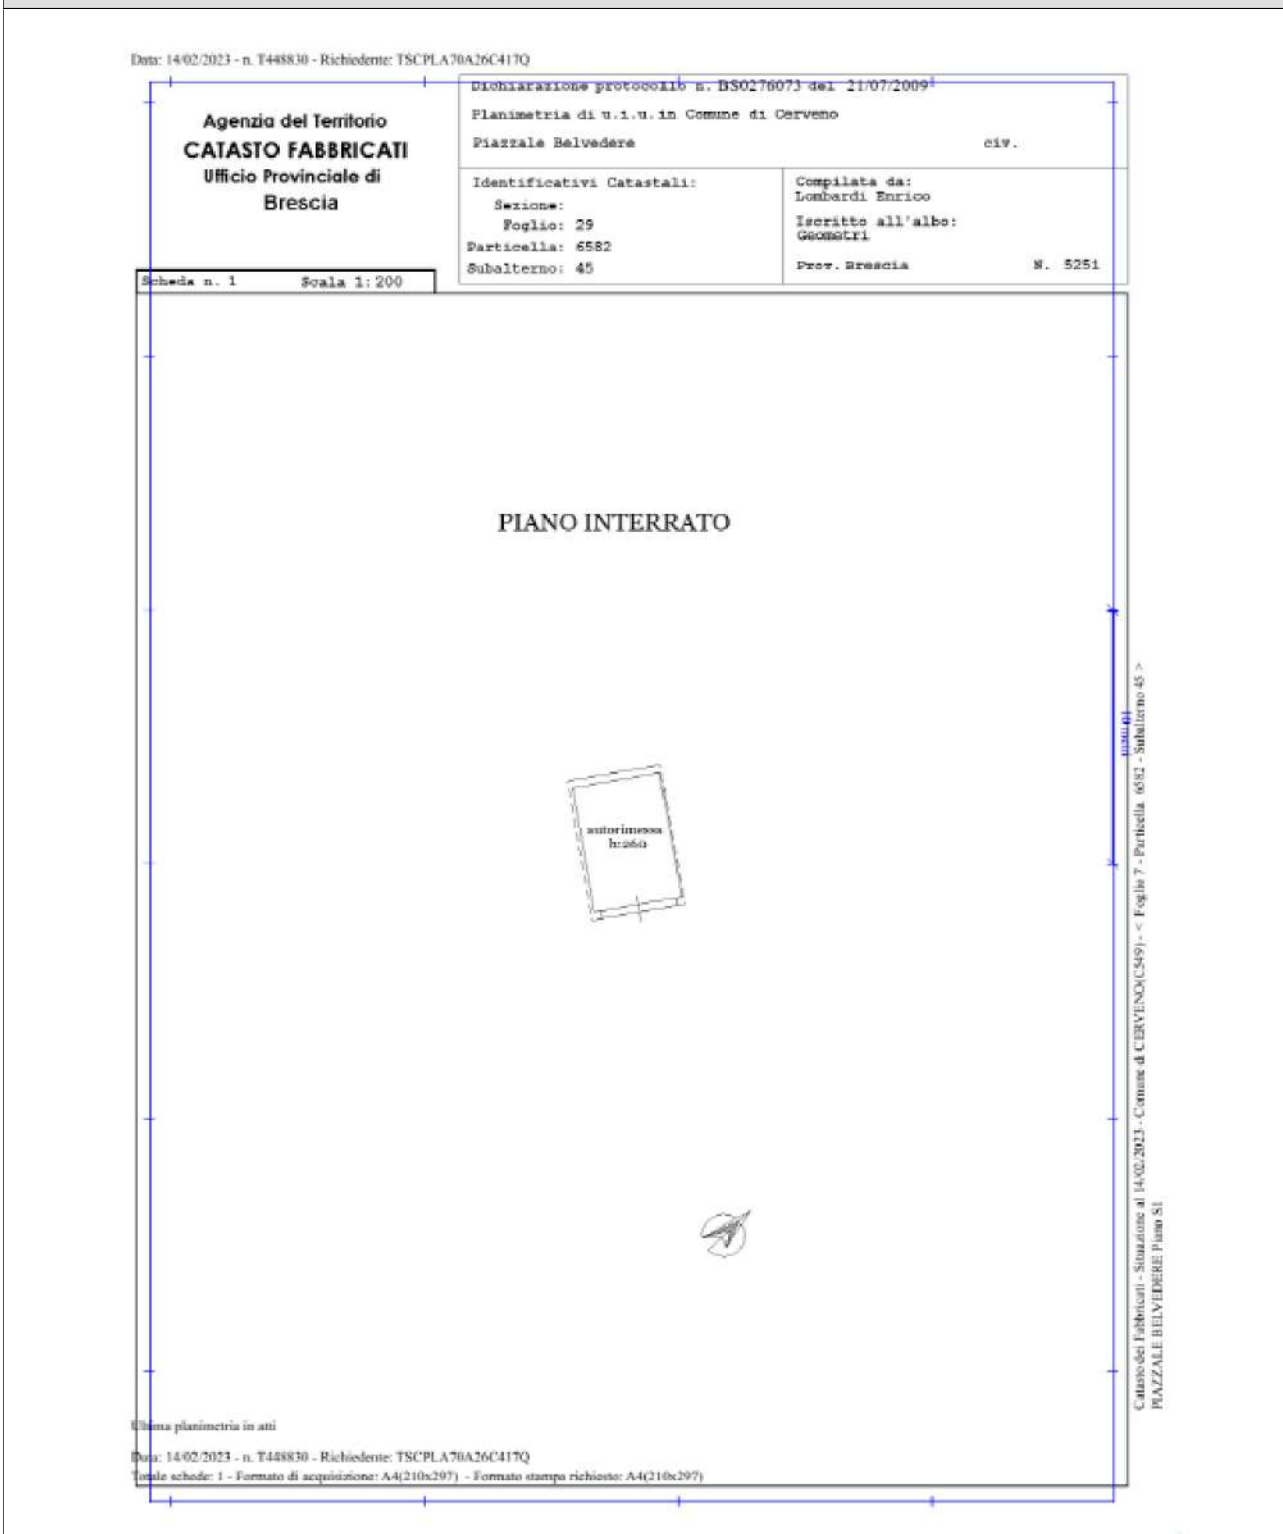 Data: 14/02/2023 - n. T448830 - Richiedente: TSCPLA70A26C417Q
Agenzia del Territorio
CATASTO FABBRICATI
Ufficio Provinciale di
Brescia
Dichiarazione protocollo n. BS0276073 del 21/07/2009
Planimetria di u.i.u. in Comune di Cerveno
Piazzale Belvedere civ.
Identificativi Catastali:
Sezione:
Foglio: 29
Particella: 6582
Subalterno: 45
Compilata da:
Lombardi Enrico
Iscritto all'albo:
Geometri
Prov. Brescia N. 5251
Scheda n. 1 Scala 1:200
PIANO INTERRATO
autorimessa
h:260
Catasto dei Fabbricati - Situazione al 14/02/2023 - Comune di CERVENO(C549) - < Foglio 7 - Particella 6582 - Subalterno 45 >
PIAZZALE BELVEDERE Piano S1
Ultima planimetria in atti
Data: 14/02/2023 - n. T448830 - Richiedente: TSCPLA70A26C417Q
Totale schede: 1 - Formato di acquisizione: A4(210x297) - Formato stampa richiesto: A4(210x297)